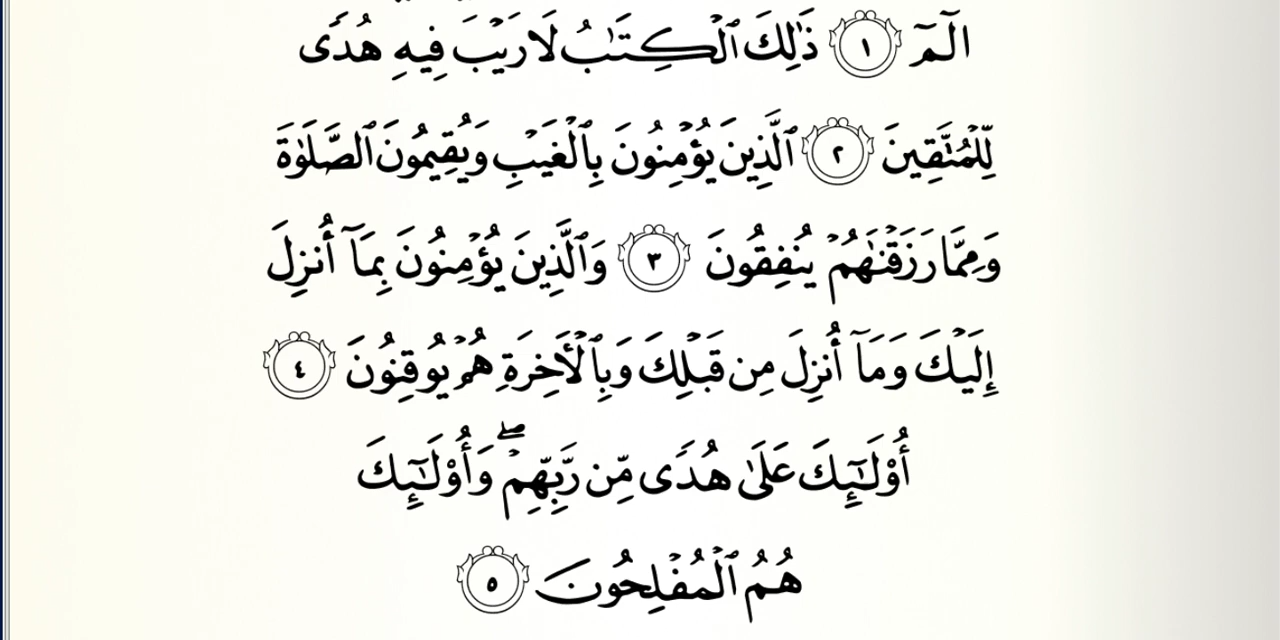 الٓمٓ ١ ذَٰلِكَ ٱلْكِتَٰبُ لَا رَيْبَ فِيهِ هُدًى
لِّلْمُتَّقِينَ ٢ ٱلَّذِينَ يُؤْمِنُونَ بِٱلْغَيْبِ وَيُقِيمُونَ ٱلصَّلَوٰةَ
وَمِمَّا رَزَقْنَٰهُمْ يُنفِقُونَ ٣ وَٱلَّذِينَ يُؤْمِنُونَ بِمَآ أُنزِلَ
إِلَيْكَ وَمَآ أُنزِلَ مِن قَبْلِكَ وَبِٱلْأَخِرَةِ هُمْ يُوقِنُونَ ٤
أُو۟لَٰٓئِكَ عَلَىٰ هُدًى مِّن رَّبِّهِمْ ۖ وَأُو۟لَٰٓئِكَ
هُمُ ٱلْمُفْلِحُونَ ٥